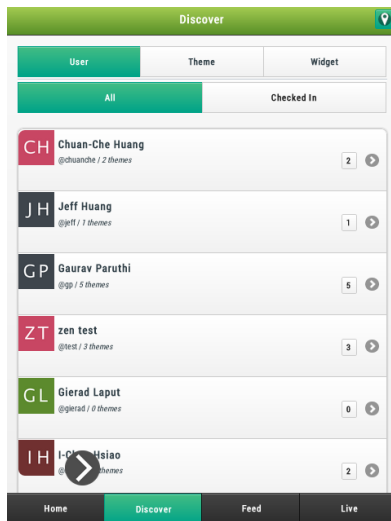 Discover
User Theme Widget
All Checked In
CH Chuan-Che Huang
@chuanche / 2 themes
2
JH Jeff Huang
@jeff / 1 themes
1
GP Gaurav Paruthi
@gp / 5 themes
5
ZT zen test
@test / 3 themes
3
GL Gierad Laput
@gierad / 0 themes
0
IH Hsiao
themes
2
Home Discover Feed Live